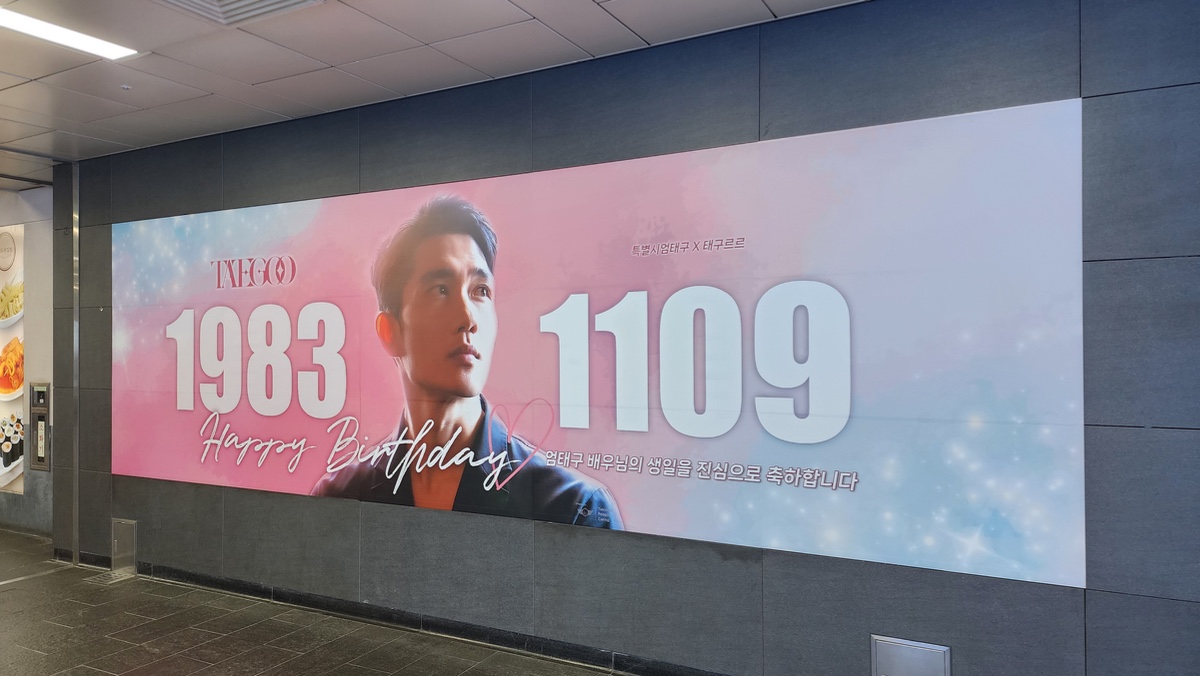 TAEGOO
1983
Happy Birthday
특별시엄태구 X 태구르르
1109
엄태구 배우님의 생일을 진심으로 축하합니다